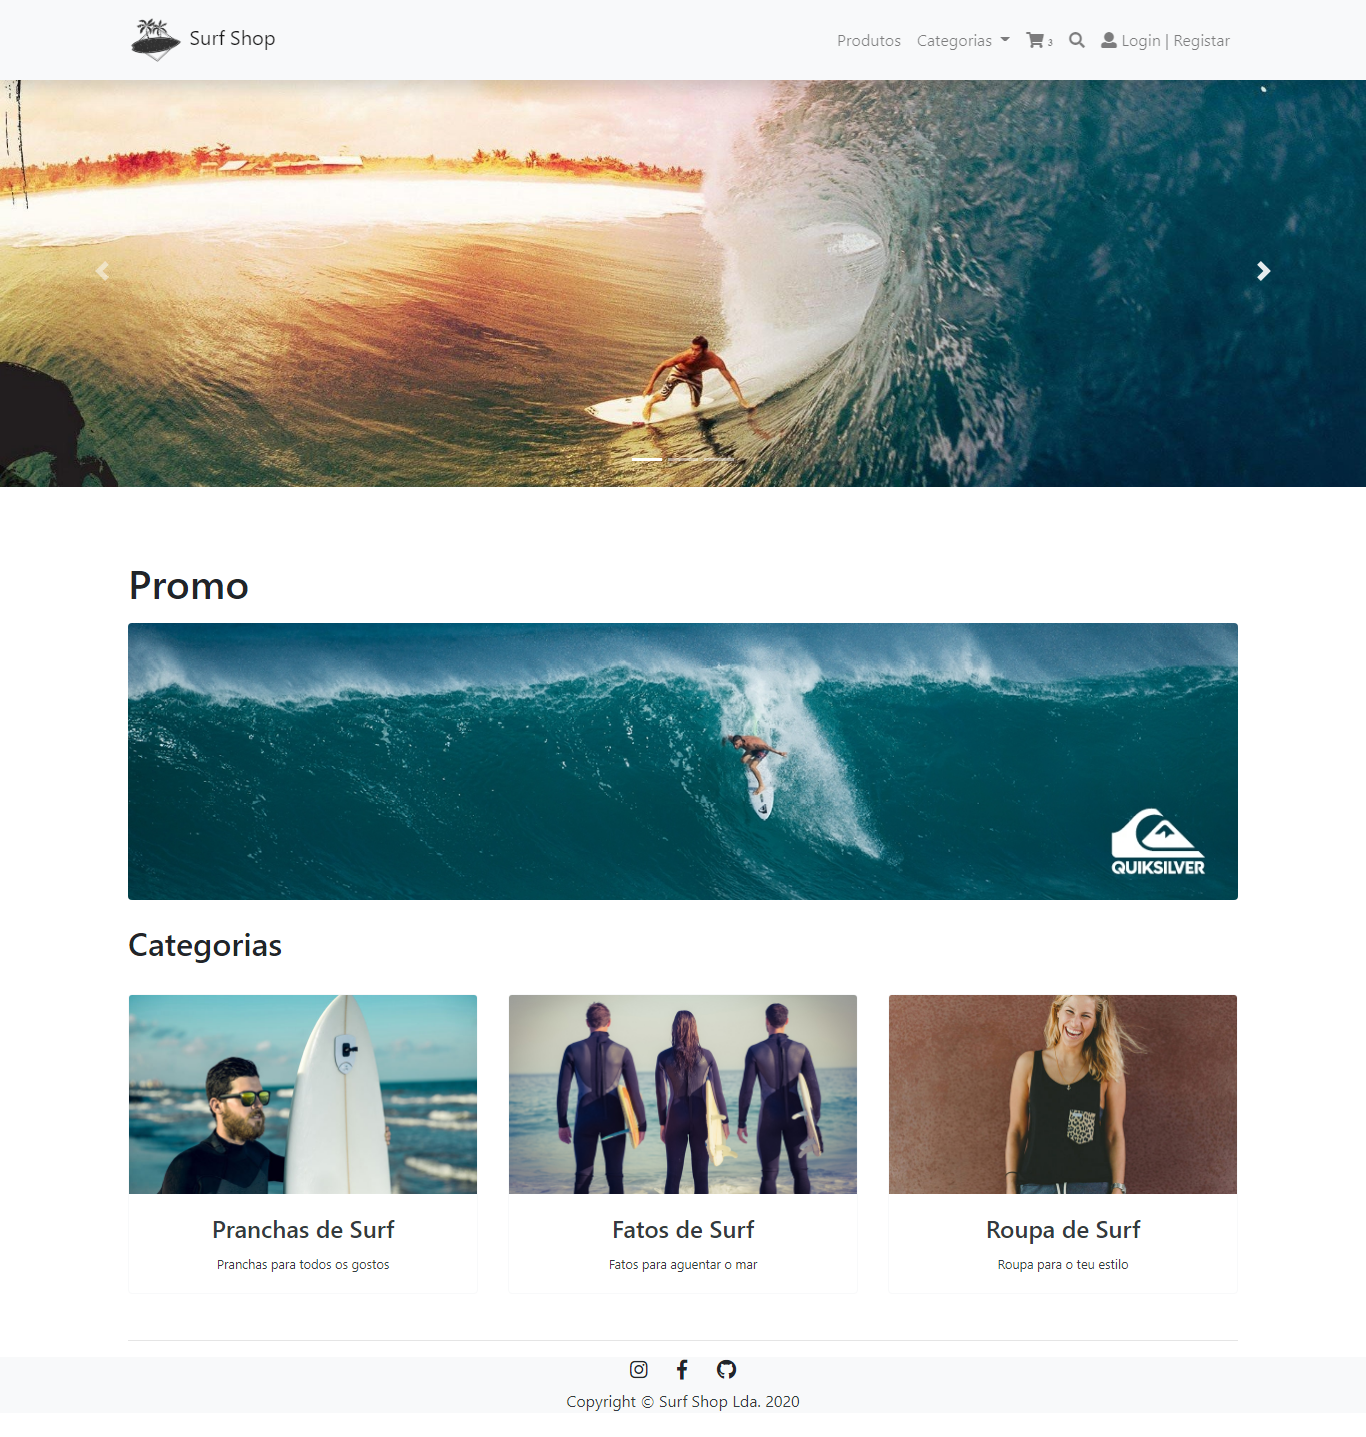 Surf Shop
Produtos
Categorias
3
Login | Registar
Promo
QUIKSILVER
Categorias
Pranchas de Surf
Pranchas para todos os gostos
Fatos de Surf
Fatos para aguentar o mar
Roupa de Surf
Roupa para o teu estilo
Copyright © Surf Shop Lda. 2020